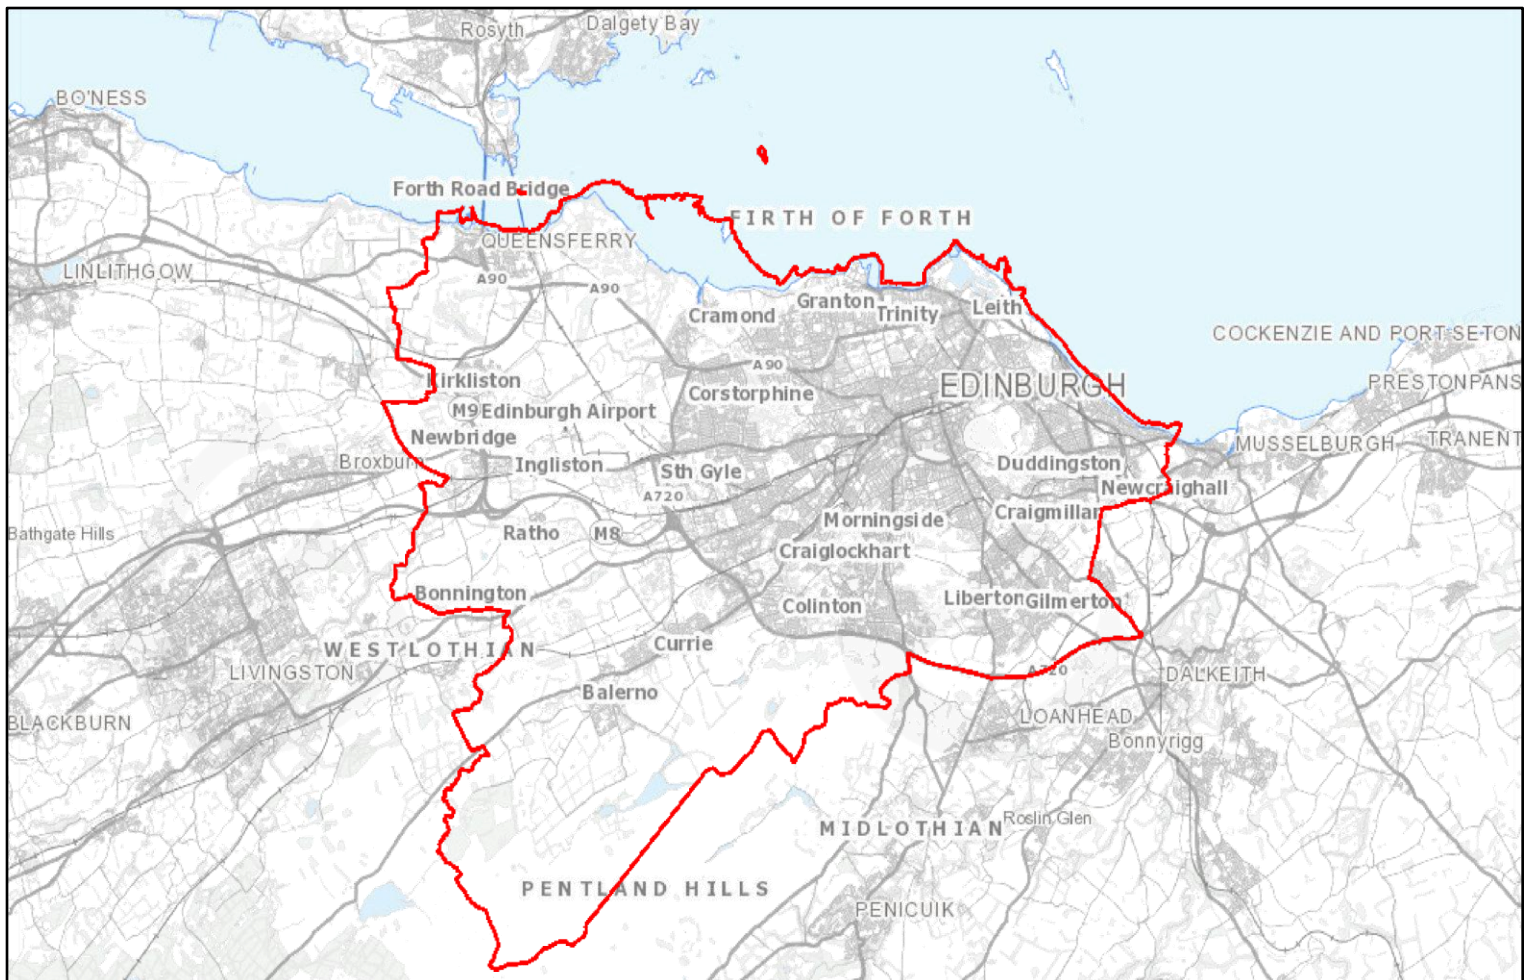 Rosyth
Dalgety Bay
BO'NESS
Forth Road Bridge
FIRTH OF FORTH
QUEENSFERRY
LINLITHGOW
A90
A90
Granton
Cramond
Trinity
Leith
COCKENZIE AND PORT SETON
A90
Kirkliston
Corstorphine
EDINBURGH
PRESTONPANS
M9
Edinburgh Airport
Newbridge
MUSSELBURGH
TRANENT
Broxburn
Ingliston
Sth Gyle
Duddingston
Newcraighall
A720
Craigmillar
Bathgate Hills
Ratho
M8
Morningside
Craiglockhart
Bonnington
Colinton
Liberton
Gilmerton
WEST LOTHIAN
Currie
LIVINGSTON
A720
DALKEITH
Balerno
BLACKBURN
LOANHEAD
Bonnyrigg
MIDLOTHIAN
Roslin Glen
PENTLAND HILLS
PENICUIK